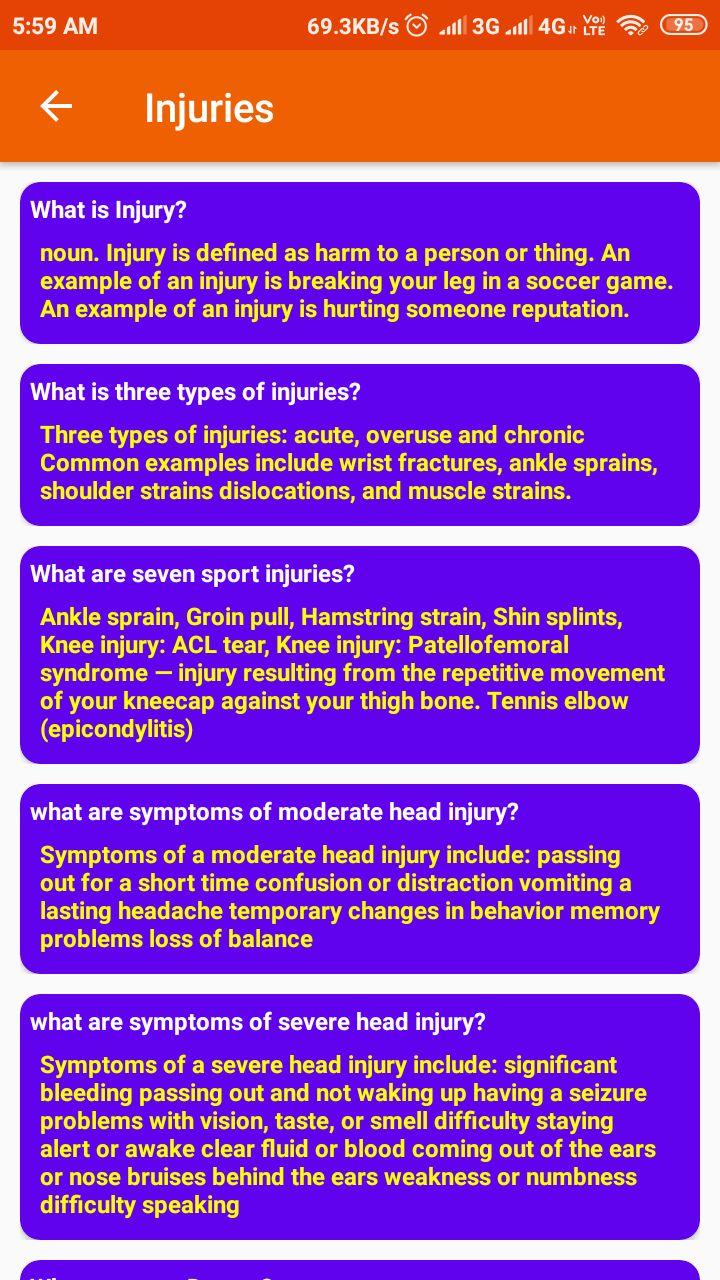 5:59 AM 69.3KB/s 3G 4G Vo) LTE 95
Injuries
What is Injury?
noun. Injury is defined as harm to a person or thing. An
example of an injury is breaking your leg in a soccer game.
An example of an injury is hurting someone reputation.
What is three types of injuries?
Three types of injuries: acute, overuse and chronic
Common examples include wrist fractures, ankle sprains,
shoulder strains dislocations, and muscle strains.
What are seven sport injuries?
Ankle sprain, Groin pull, Hamstring strain, Shin splints,
Knee injury: ACL tear, Knee injury: Patellofemoral
syndrome — injury resulting from the repetitive movement
of your kneecap against your thigh bone. Tennis elbow
(epicondylitis)
what are symptoms of moderate head injury?
Symptoms of a moderate head injury include: passing
out for a short time confusion or distraction vomiting a
lasting headache temporary changes in behavior memory
problems loss of balance
what are symptoms of severe head injury?
Symptoms of a severe head injury include: significant
bleeding passing out and not waking up having a seizure
problems with vision, taste, or smell difficulty staying
alert or awake clear fluid or blood coming out of the ears
or nose bruises behind the ears weakness or numbness
difficulty speaking